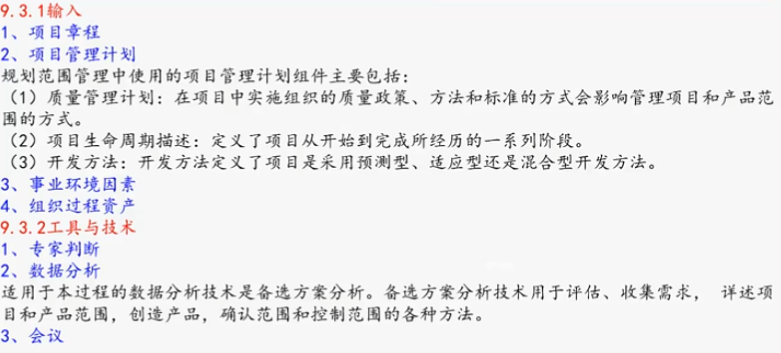 9.3.1输入
1、项目章程
2、项目管理计划
规划范围管理中使用的项目管理计划组件主要包括：
（1）质量管理计划：在项目中实施组织的质量政策、方法和标准的方式会影响管理项目和产品范
围的方式。
（2）项目生命周期描述：定义了项目从开始到完成所经历的一系列阶段。
（3）开发方法：开发方法定义了项目是采用预测型、适应型还是混合型开发方法。
3、事业环境因素
4、组织过程资产
9.3.2工具与技术
1、专家判断
2、数据分析
适用于本过程的数据分析技术是备选方案分析。备选方案分析技术用于评估、收集需求， 详述项
目和产品范围，创造产品，确认范围和控制范围的各种方法。
3、会议